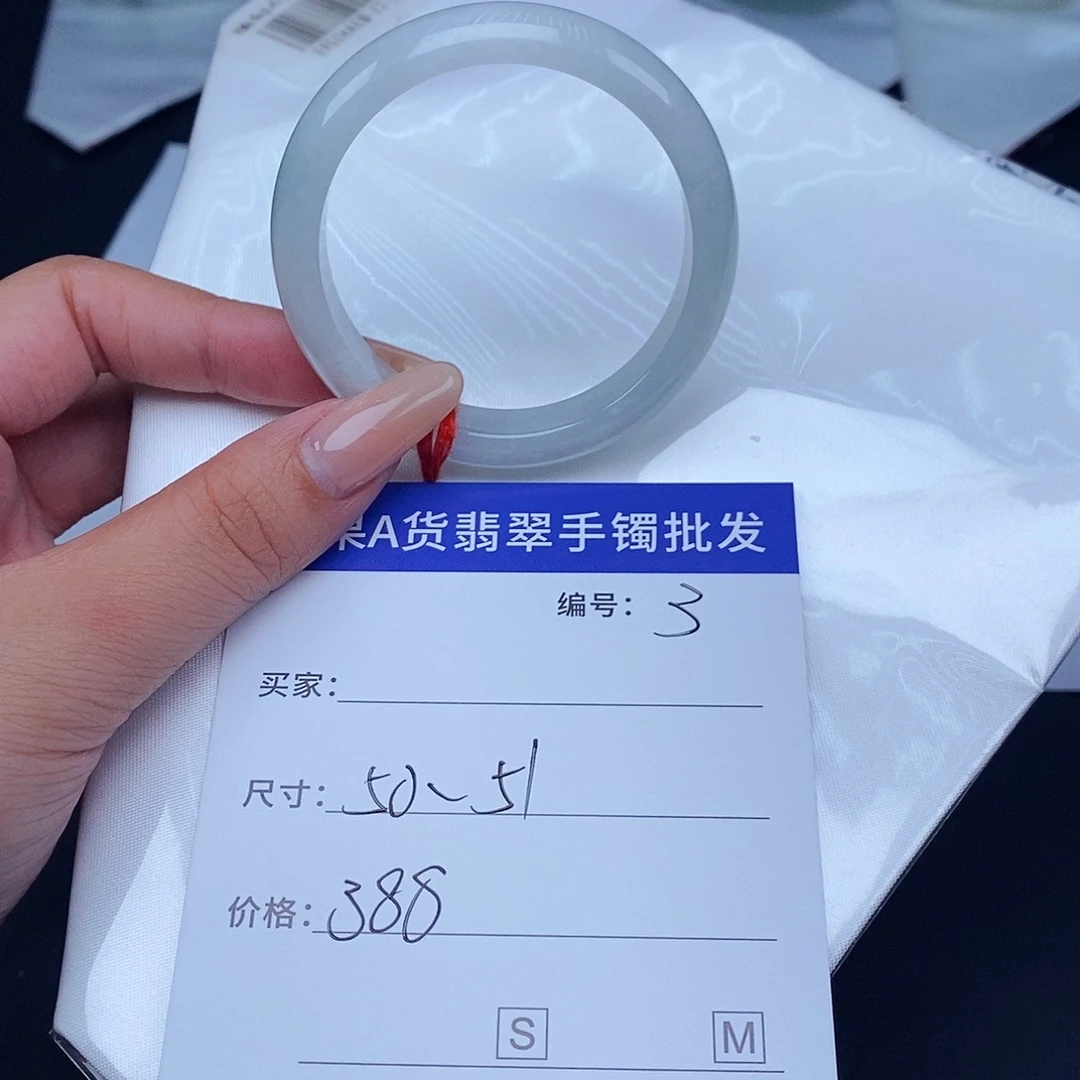 A货翡翠手镯批发
编号: 3
买家:
尺寸: 50~51
价格: 388
S M